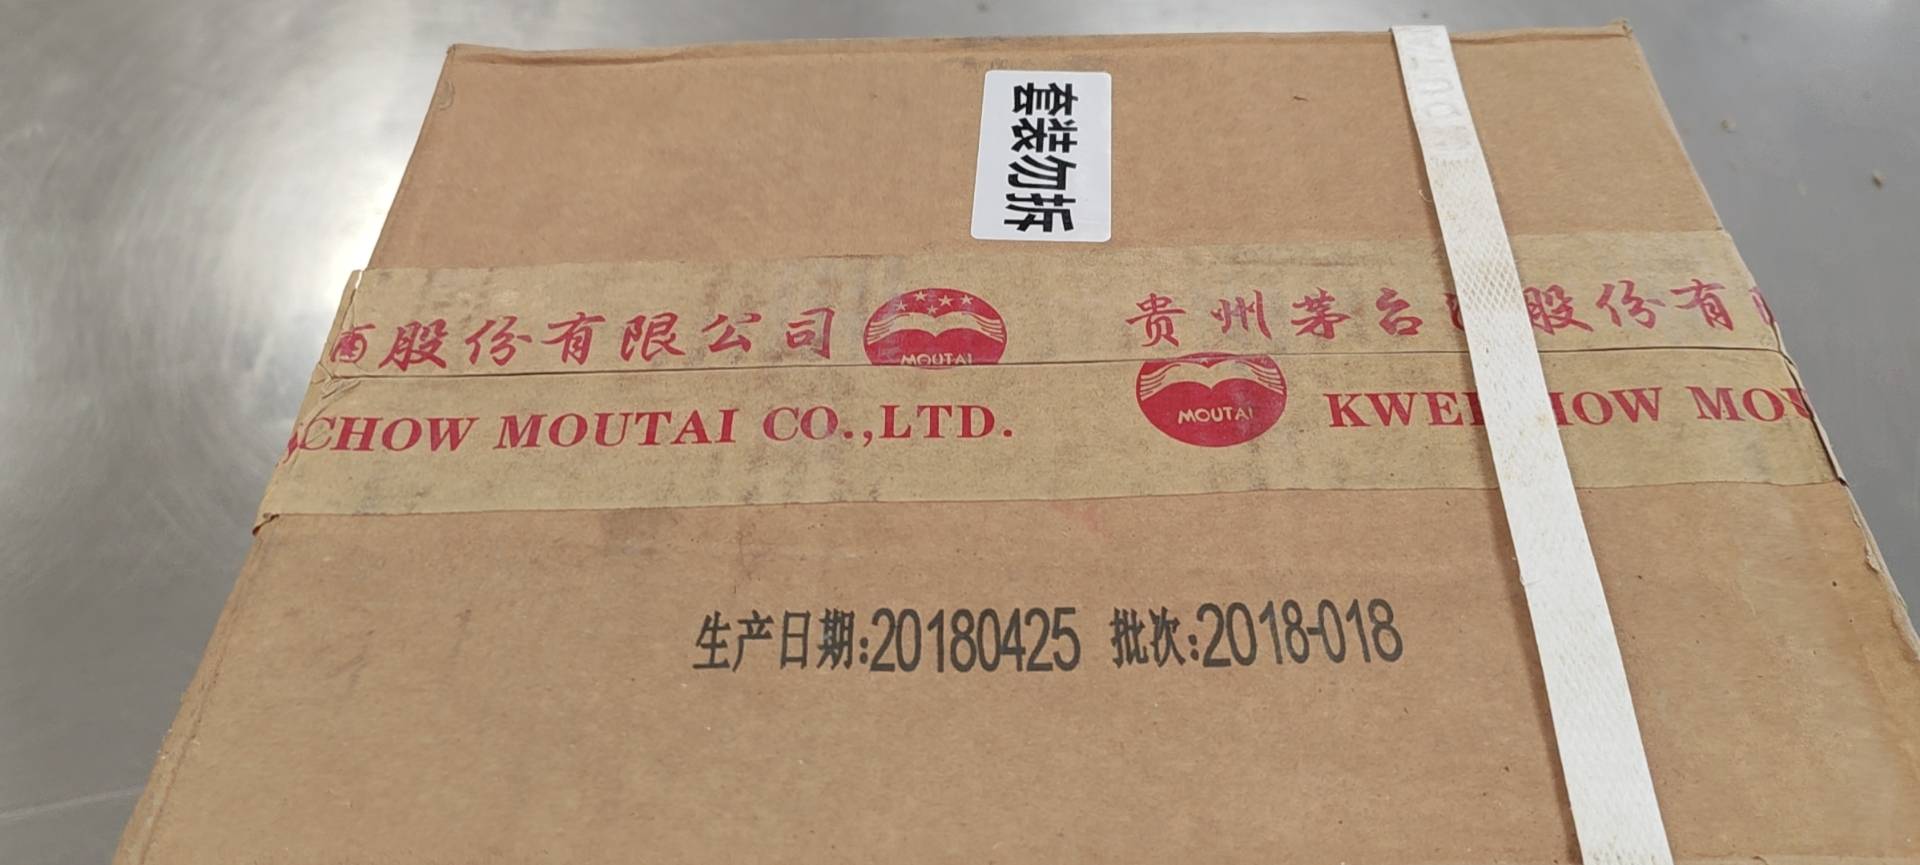 套装勿拆
酒股份有限公司 MOUTAI 贵州茅台酒股份有
CHOW MOUTAI CO.,LTD. MOUTAI KWEI HOW MOU
生产日期:20180425 批次:2018-018